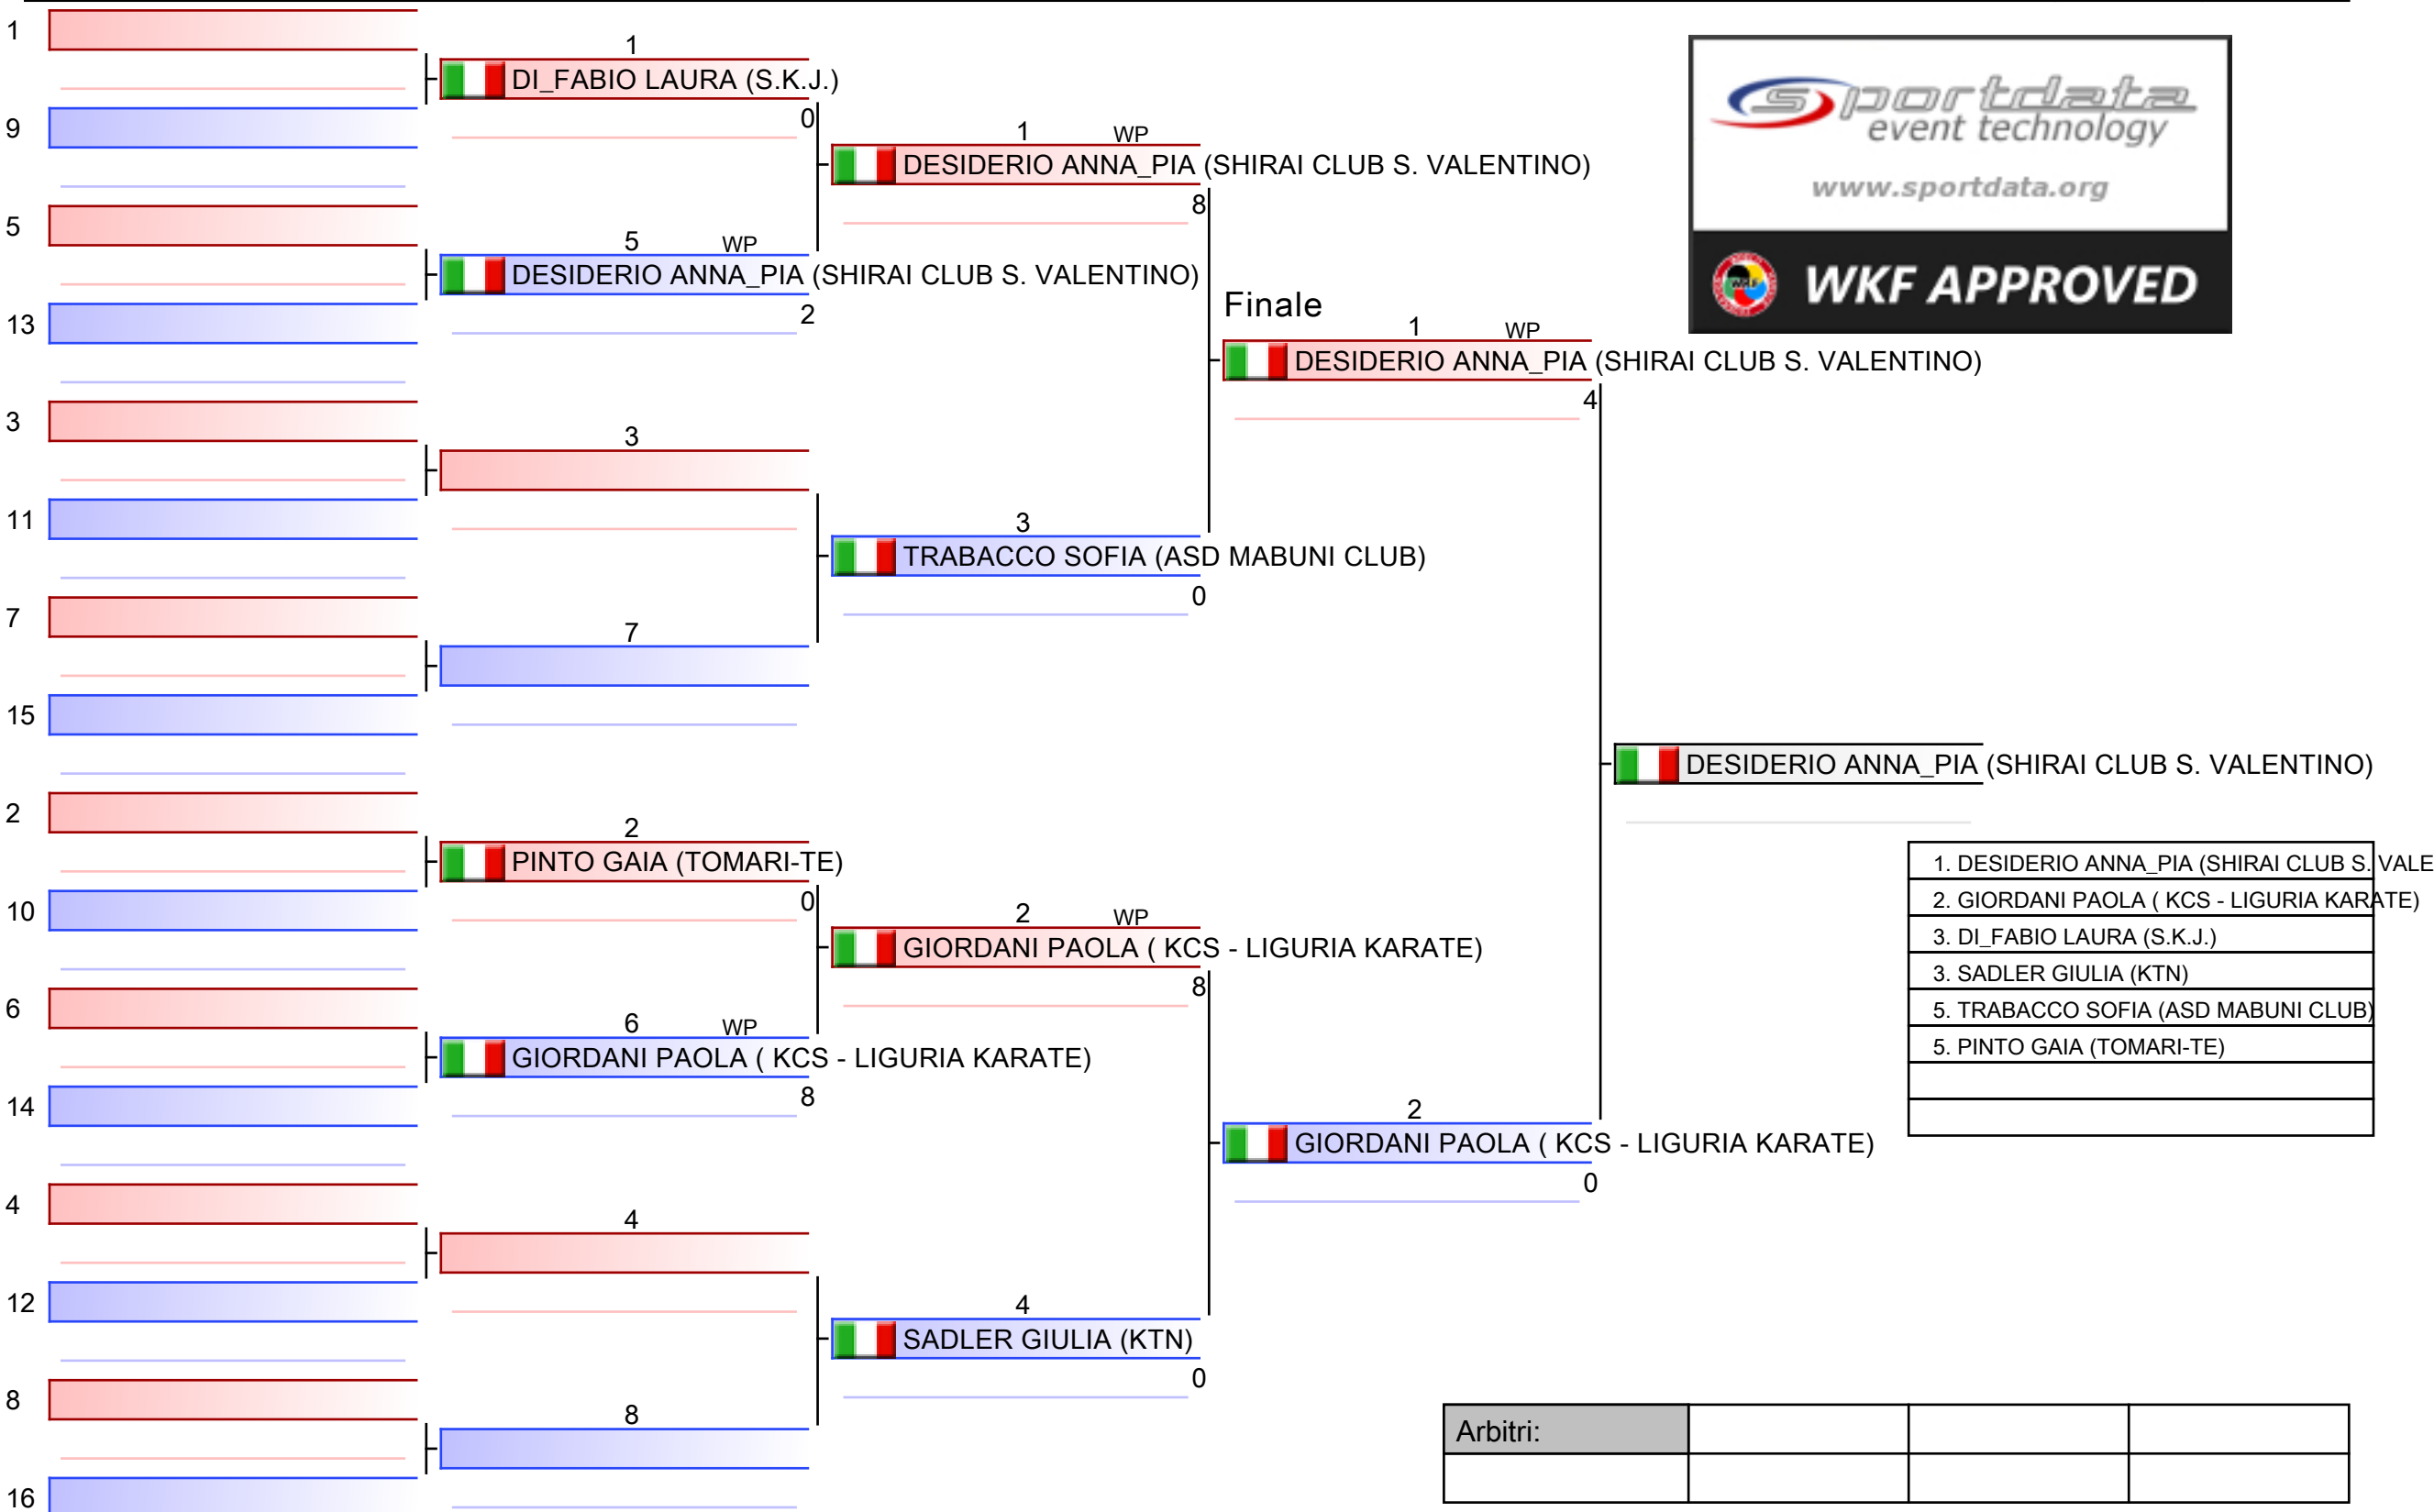 1
9
5
13
3
11
7
15
2
10
6
14
4
12
8
16
1
DI_FABIO LAURA (S.K.J.)
0
5 WP
DESIDERIO ANNA_PIA (SHIRAI CLUB S. VALENTINO)
2
3
7
2
PINTO GAIA (TOMARI-TE)
0
6 WP
GIORDANI PAOLA ( KCS - LIGURIA KARATE)
8
4
8
1 WP
DESIDERIO ANNA_PIA (SHIRAI CLUB S. VALENTINO)
8
3
TRABACCO SOFIA (ASD MABUNI CLUB)
0
2 WP
GIORDANI PAOLA ( KCS - LIGURIA KARATE)
8
4
SADLER GIULIA (KTN)
0
Finale
1 WP
DESIDERIO ANNA_PIA (SHIRAI CLUB S. VALENTINO)
4
2
GIORDANI PAOLA ( KCS - LIGURIA KARATE)
0
DESIDERIO ANNA_PIA (SHIRAI CLUB S. VALENTINO)
sportdata
event technology
www.sportdata.org
WKF
WKF APPROVED
1. DESIDERIO ANNA_PIA (SHIRAI CLUB S. VALE
2. GIORDANI PAOLA ( KCS - LIGURIA KARATE)
3. DI_FABIO LAURA (S.K.J.)
3. SADLER GIULIA (KTN)
5. TRABACCO SOFIA (ASD MABUNI CLUB)
5. PINTO GAIA (TOMARI-TE)
Arbitri: